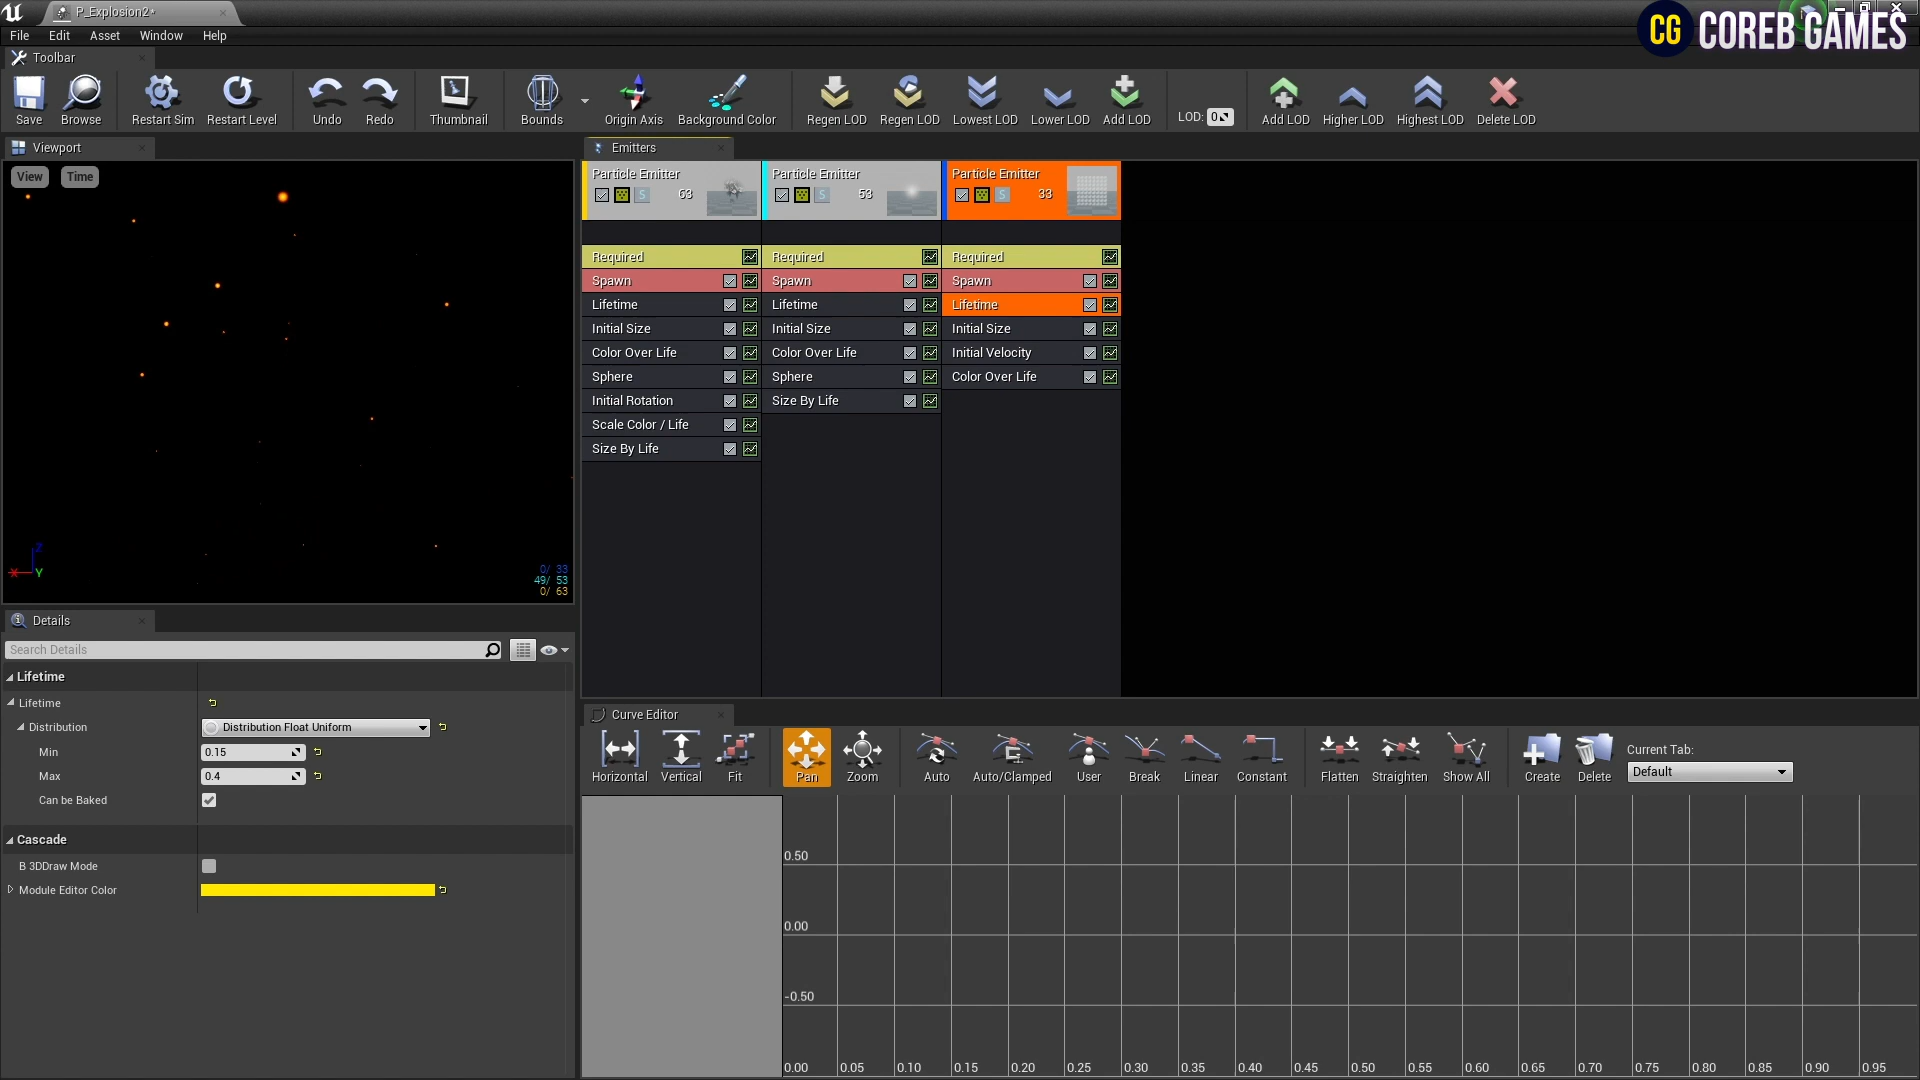 P_Explosion2*
CG COREB GAMES
File Edit Asset Window Help
Toolbar
Save Browse Restart Sim Restart Level Undo Redo Thumbnail Bounds Origin Axis Background Color Regen LOD Regen LOD Lowest LOD Lower LOD Add LOD LOD: 0 Add LOD Higher LOD Highest LOD Delete LOD
Viewport
Emitters
View Time
Particle Emitter Particle Emitter Particle Emitter
S 63 S 53 S 33
Required Required Required
Spawn Spawn Spawn
Lifetime Lifetime Lifetime
Initial Size Initial Size Initial Size
Color Over Life Color Over Life Initial Velocity
Sphere Sphere Color Over Life
Initial Rotation Size By Life
Scale Color / Life
Size By Life
Z
X Y
0/ 33
49/ 53
0/ 63
Details
Search Details
Lifetime
Lifetime
Distribution Distribution Float Uniform
Min 0.15
Max 0.4
Can be Baked
Cascade
B 3DDraw Mode
Module Editor Color
Curve Editor
Horizontal Vertical Fit Pan Zoom Auto Auto/Clamped User Break Linear Constant Flatten Straighten Show All Create Delete
Current Tab:
Default
0.50
0.00
-0.50
0.00 0.05 0.10 0.15 0.20 0.25 0.30 0.35 0.40 0.45 0.50 0.55 0.60 0.65 0.70 0.75 0.80 0.85 0.90 0.95